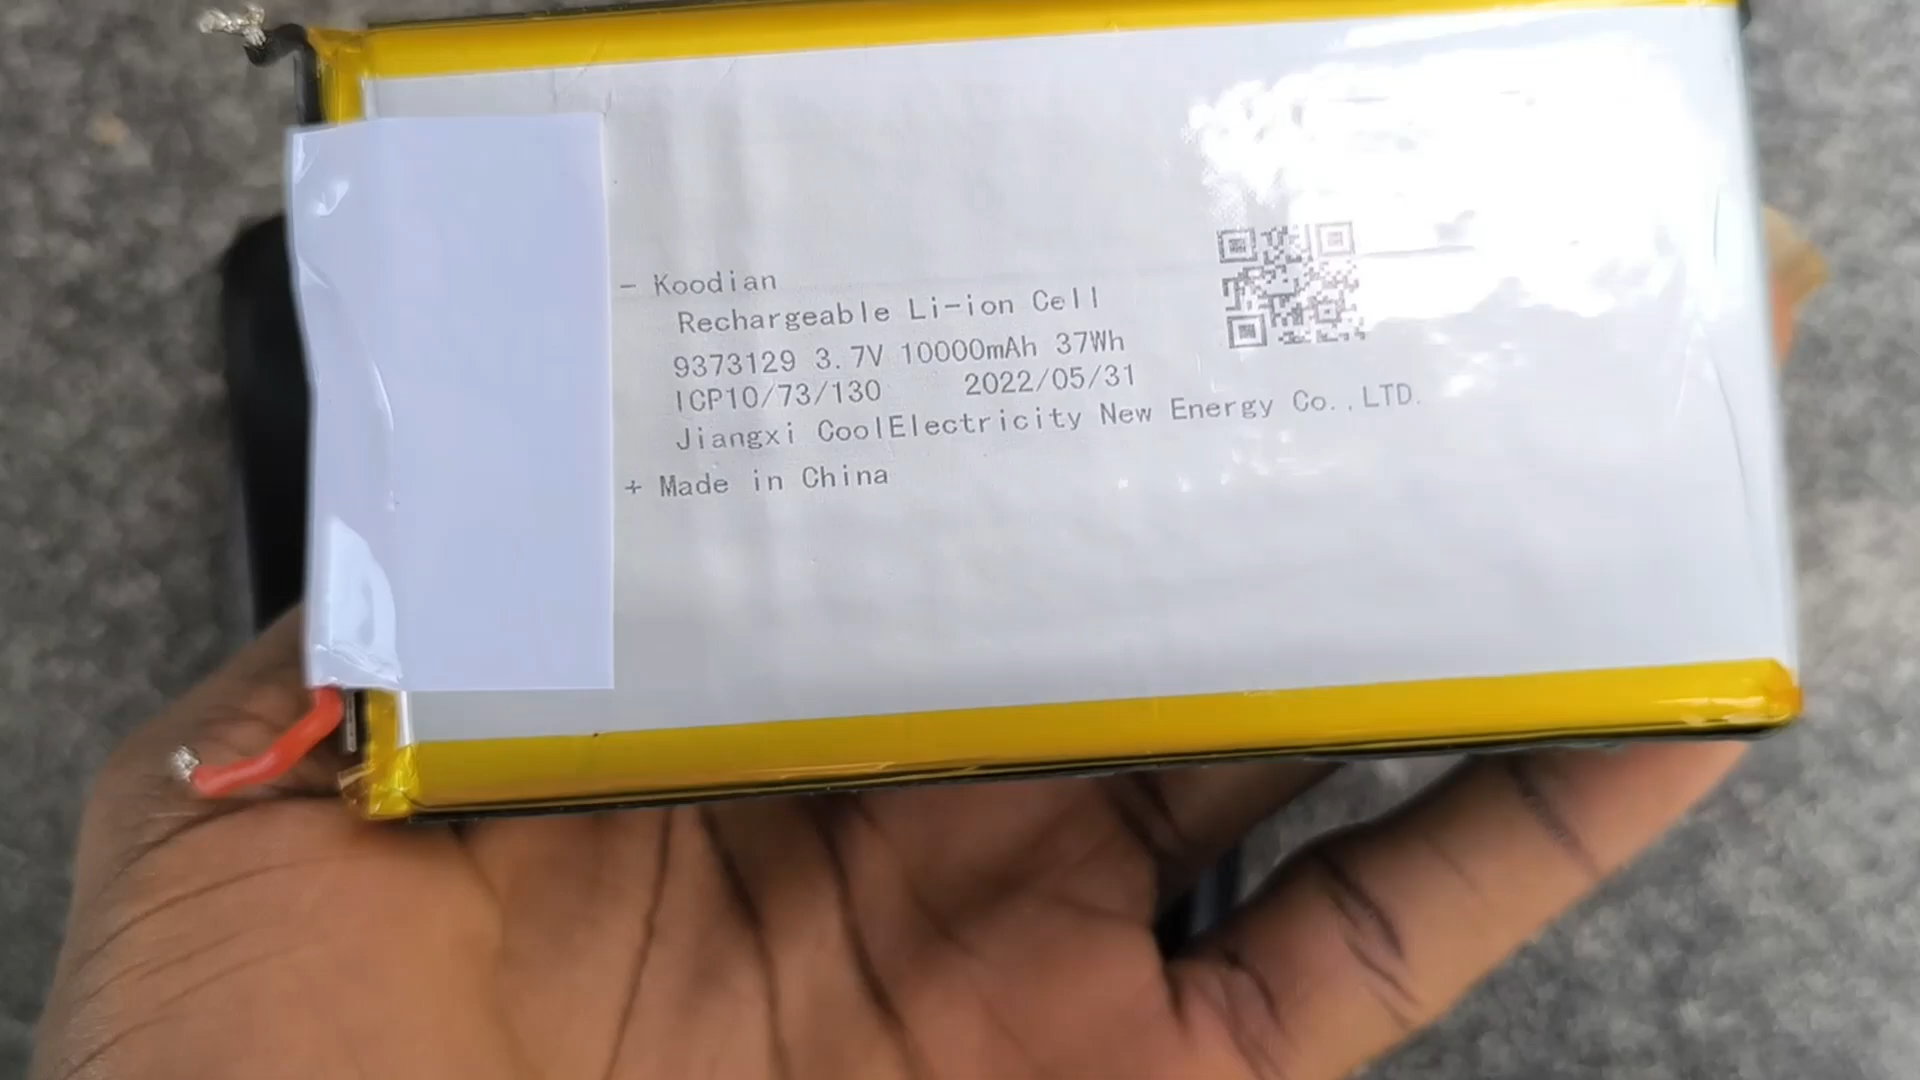 - Koodian
Rechargeable Li-ion Cell
9373129 3.7V 10000mAh 37Wh
ICP10/73/130 2022/05/31
Jiangxi CoolElectricity New Energy Co.,LTD.
+ Made in China